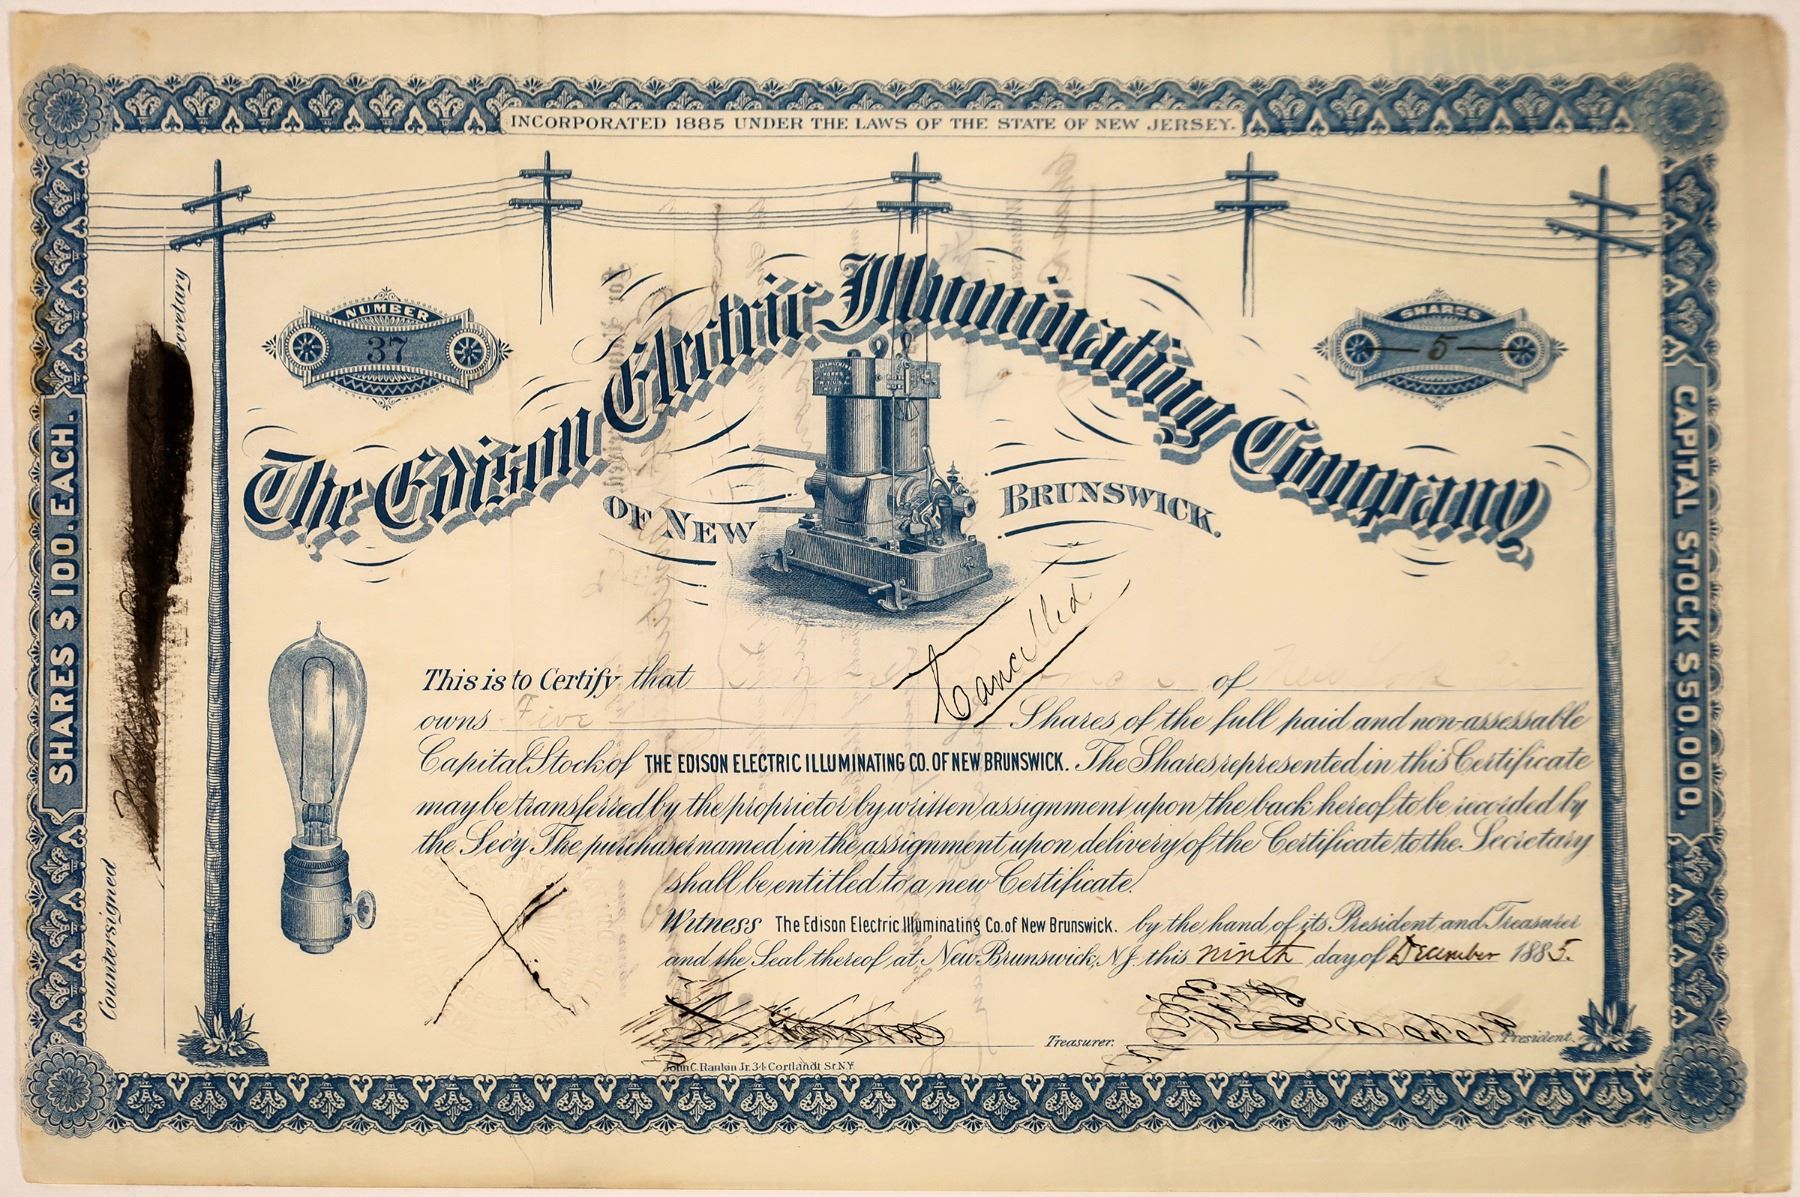 INCORPORATED 1885 UNDER THE LAWS OF THE STATE OF NEW JERSEY.
NUMBER
37
SHARES
5
The Edison Electric Illuminating Company
OF NEW BRUNSWICK.
SHARES $100. EACH.
CAPITAL STOCK $50,000.
Cancelled
This is to Certify that of New York
owns Five Shares of the full paid and non-assessable
Capital Stock of THE EDISON ELECTRIC ILLUMINATING CO. OF NEW BRUNSWICK. The Shares represented in this Certificate
may be transferred by the proprietor by written assignment upon the back hereof to be recorded by
the Sec'y The purchaser named in the assignment upon delivery of the Certificate to the Secretary
shall be entitled to a new Certificate.
Witness The Edison Electric Illuminating Co. of New Brunswick. by the hand of its President and Treasurer
and the Seal thereof at New Brunswick, N.J. this ninth day of December 1885.
Treasurer.
President.
John C. Rankin Jr. 34 Cortlandt St. N.Y.
Countersigned